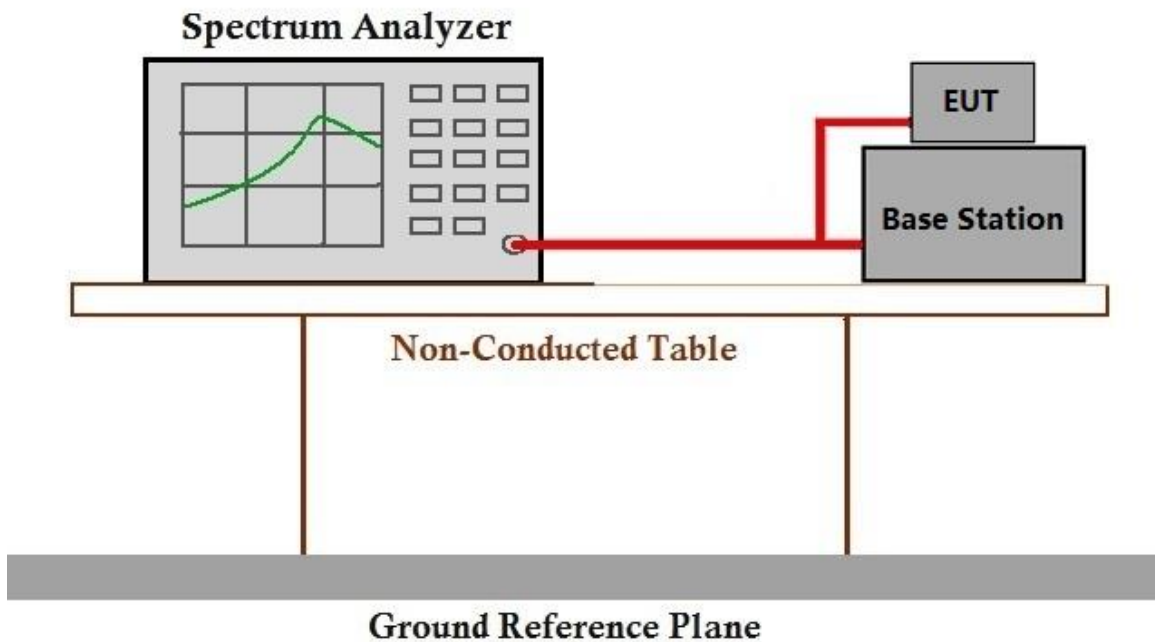 Spectrum Analyzer
EUT
Base Station
Non-Conducted Table
Ground Reference Plane